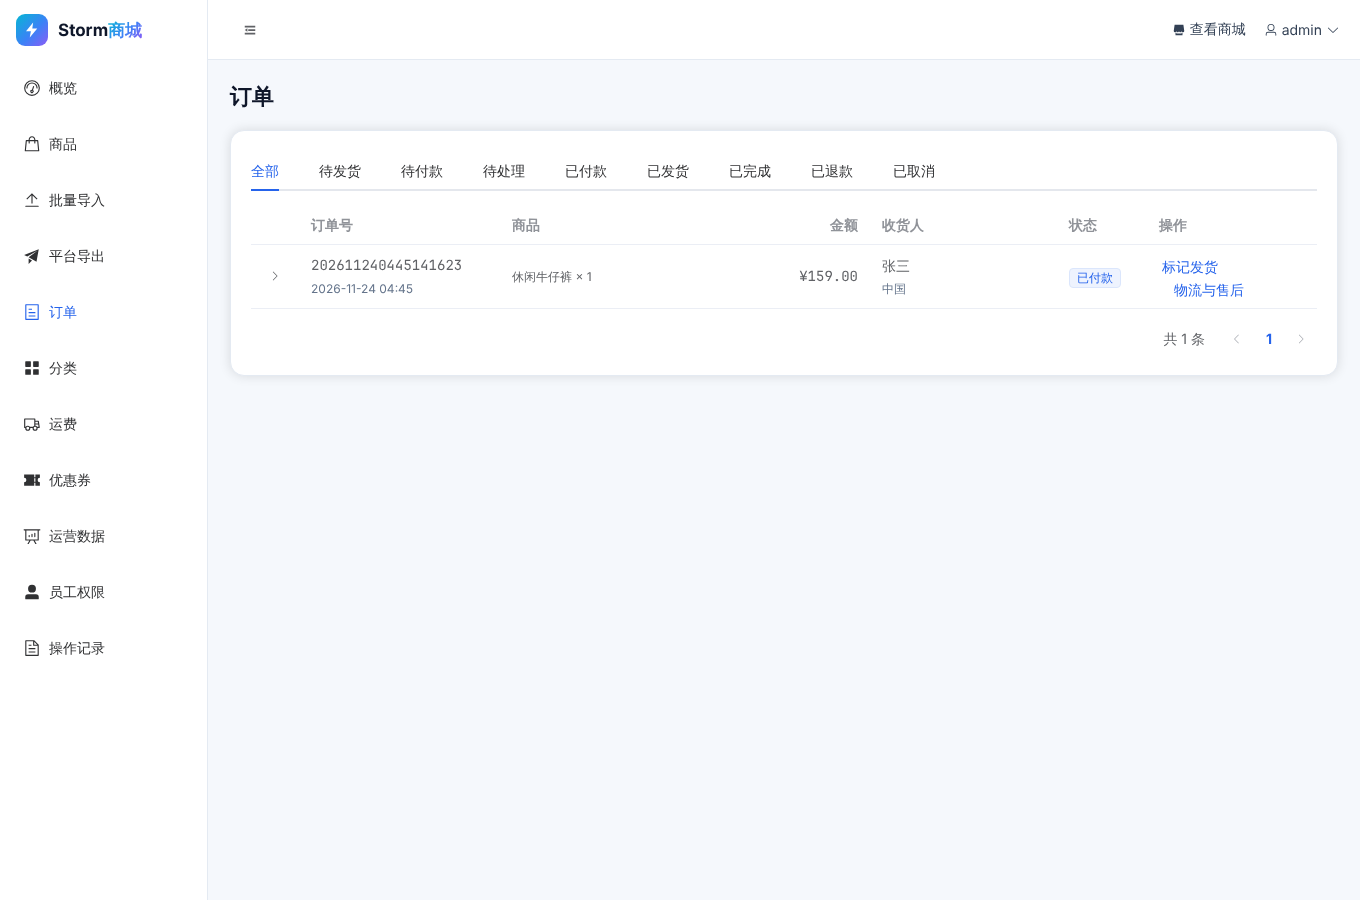 Storm商城
查看商城
admin
概览
商品
批量导入
平台导出
订单
分类
运费
优惠券
运营数据
员工权限
操作记录
订单
全部 待发货 待付款 待处理 已付款 已发货 已完成 已退款 已取消
订单号 商品 金额 收货人 状态 操作
202611240445141623 休闲牛仔裤 × 1 ¥159.00 张三 已付款 标记发货
2026-11-24 04:45 中国 物流与售后
共 1 条 1